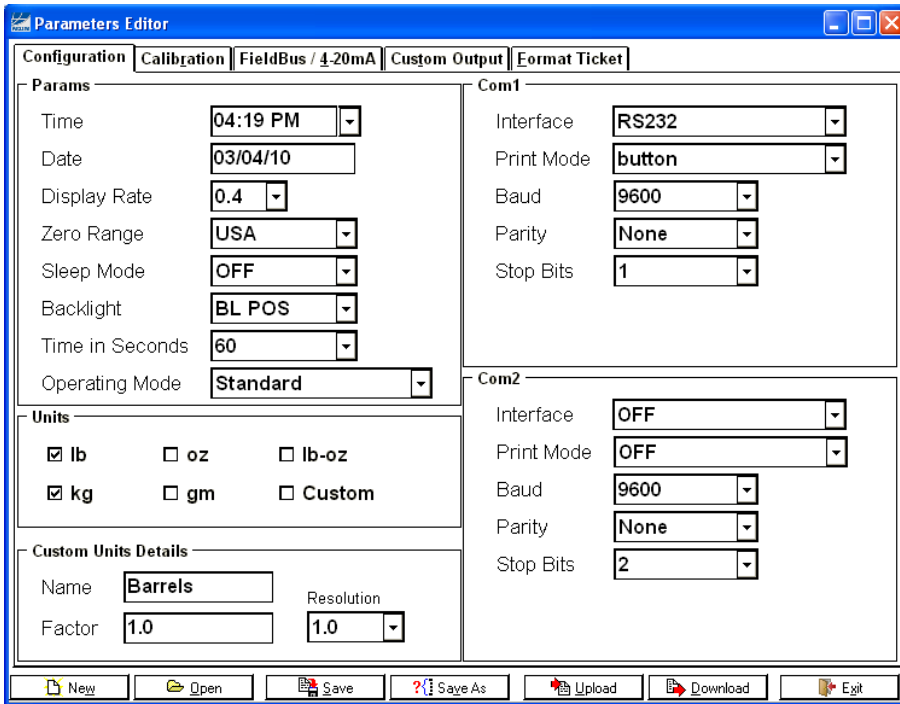 Parameters Editor
Configuration Calibration FieldBus / 4-20mA Custom Output Format Ticket
Params
Time 04:19 PM
Date 03/04/10
Display Rate 0.4
Zero Range USA
Sleep Mode OFF
Backlight BL POS
Time in Seconds 60
Operating Mode Standard
Units
lb oz lb-oz
kg gm Custom
Custom Units Details
Name Barrels
Resolution
Factor 1.0 1.0
Com1
Interface RS232
Print Mode button
Baud 9600
Parity None
Stop Bits 1
Com2
Interface OFF
Print Mode OFF
Baud 9600
Parity None
Stop Bits 2
New Open Save ?{ Save As Upload Download Exit